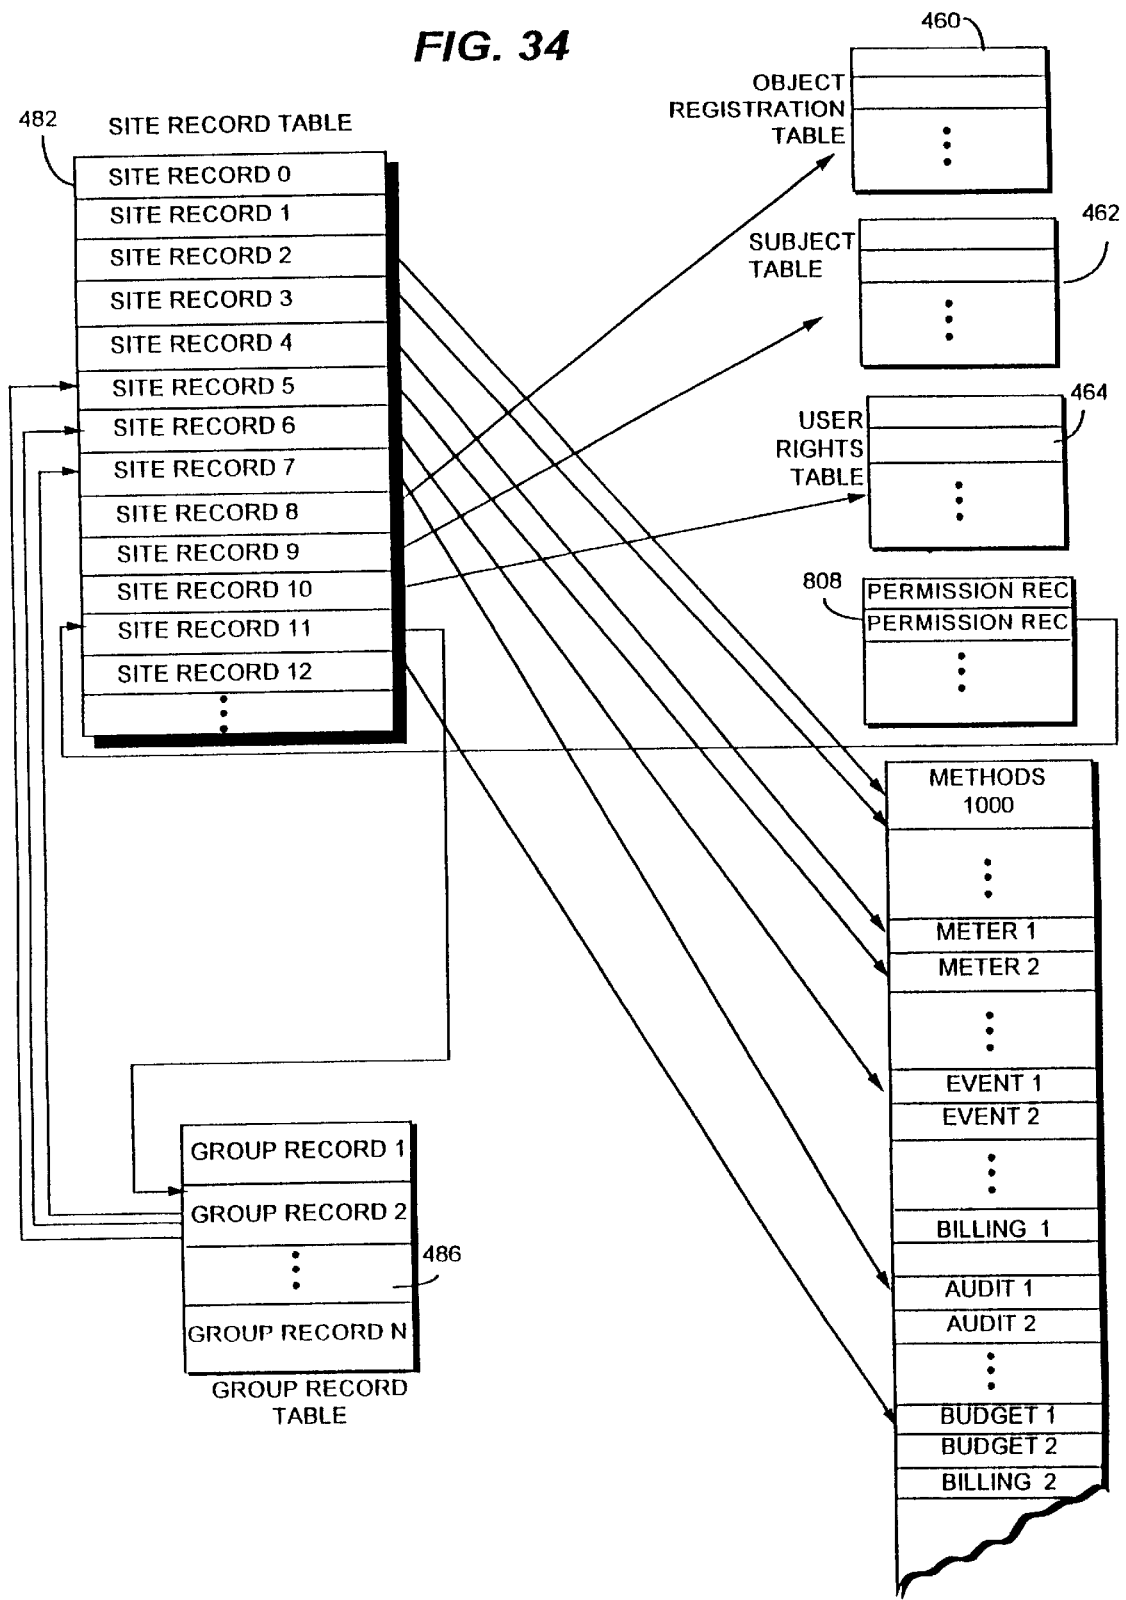 FIG. 34
482
SITE RECORD TABLE
SITE RECORD 0
SITE RECORD 1
SITE RECORD 2
SITE RECORD 3
SITE RECORD 4
SITE RECORD 5
SITE RECORD 6
SITE RECORD 7
SITE RECORD 8
SITE RECORD 9
SITE RECORD 10
SITE RECORD 11
SITE RECORD 12
460
OBJECT
REGISTRATION
TABLE
462
SUBJECT
TABLE
464
USER
RIGHTS
TABLE
808
PERMISSION REC
PERMISSION REC
METHODS
1000
METER 1
METER 2
EVENT 1
EVENT 2
BILLING 1
AUDIT 1
AUDIT 2
BUDGET 1
BUDGET 2
BILLING 2
GROUP RECORD 1
GROUP RECORD 2
486
GROUP RECORD N
GROUP RECORD
TABLE